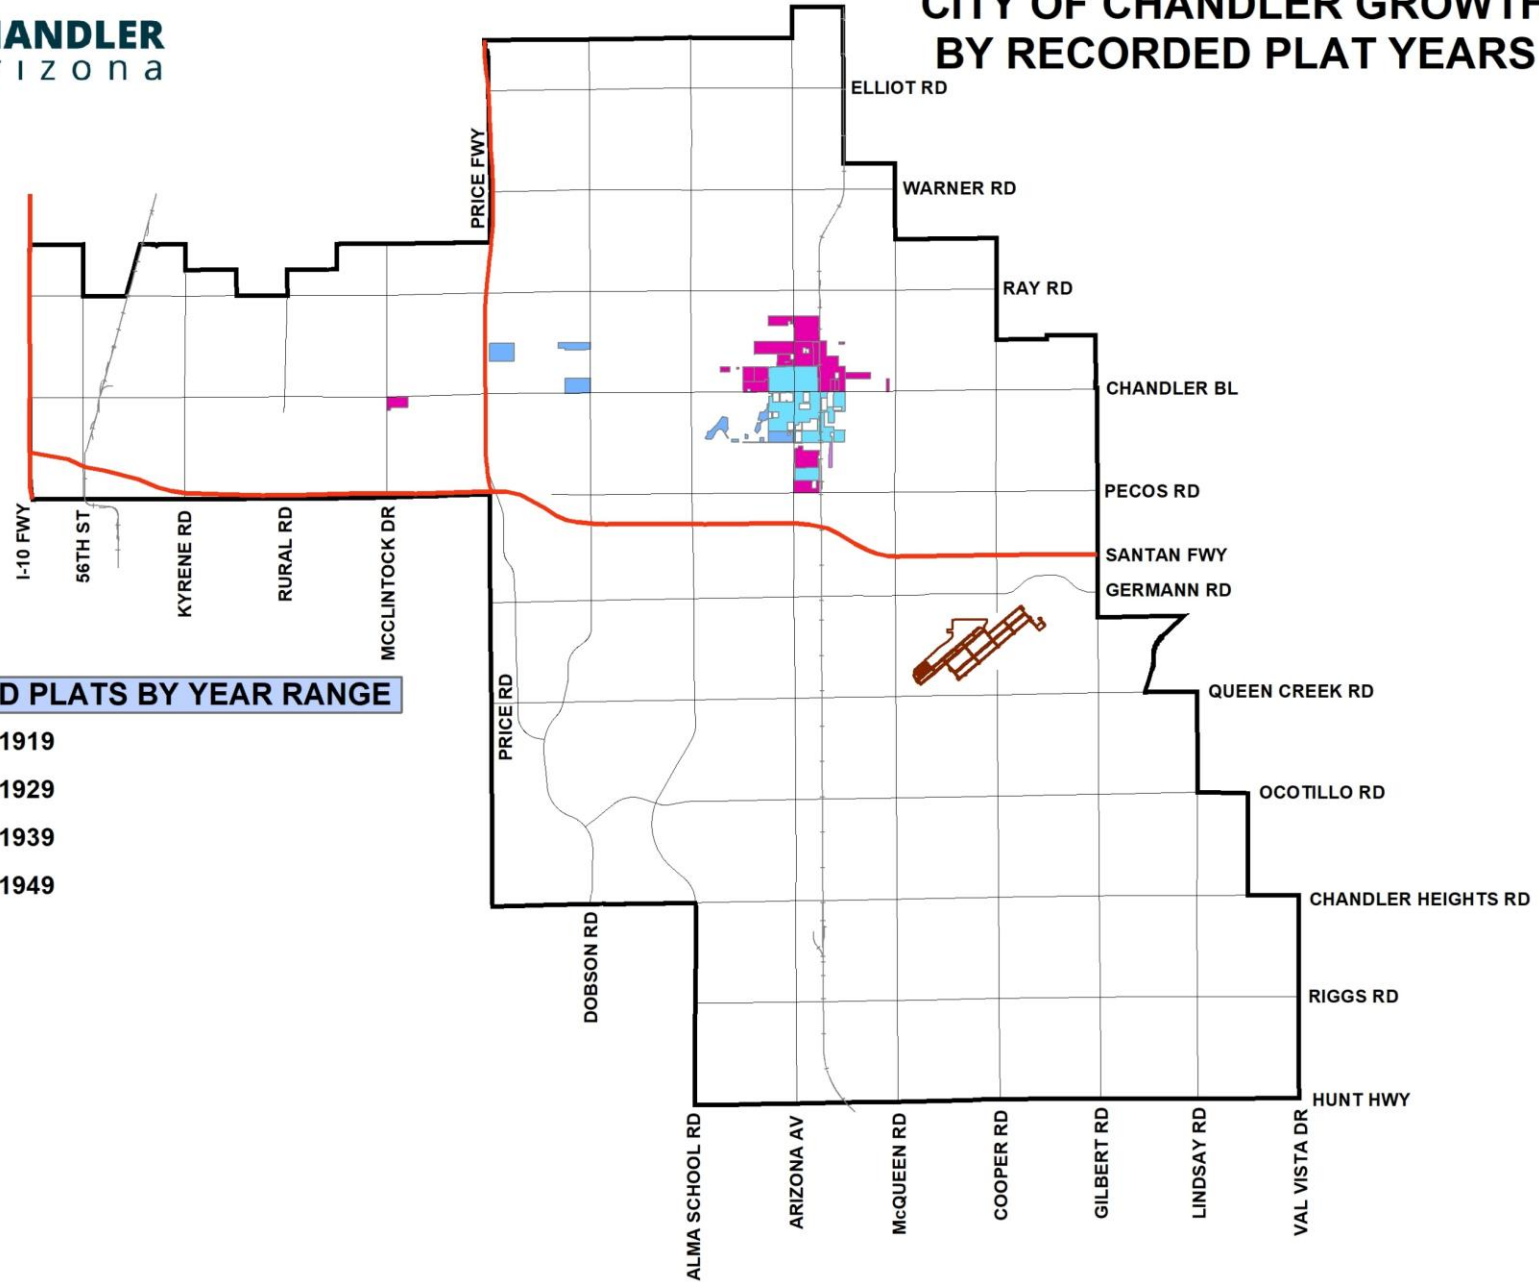 HANDLER
rizona
CITY OF CHANDLER GROWTH
BY RECORDED PLAT YEARS
ELLIOT RD
PRICE FWY
WARNER RD
RAY RD
CHANDLER BL
PECOS RD
I-10 FWY
56TH ST
KYRENE RD
RURAL RD
MCCLINTOCK DR
SANTAN FWY
GERMANN RD
D PLATS BY YEAR RANGE
1919
1929
1939
1949
PRICE RD
QUEEN CREEK RD
OCOTILLO RD
CHANDLER HEIGHTS RD
DOBSON RD
RIGGS RD
HUNT HWY
ALMA SCHOOL RD
ARIZONA AV
McQUEEN RD
COOPER RD
GILBERT RD
LINDSAY RD
VAL VISTA DR